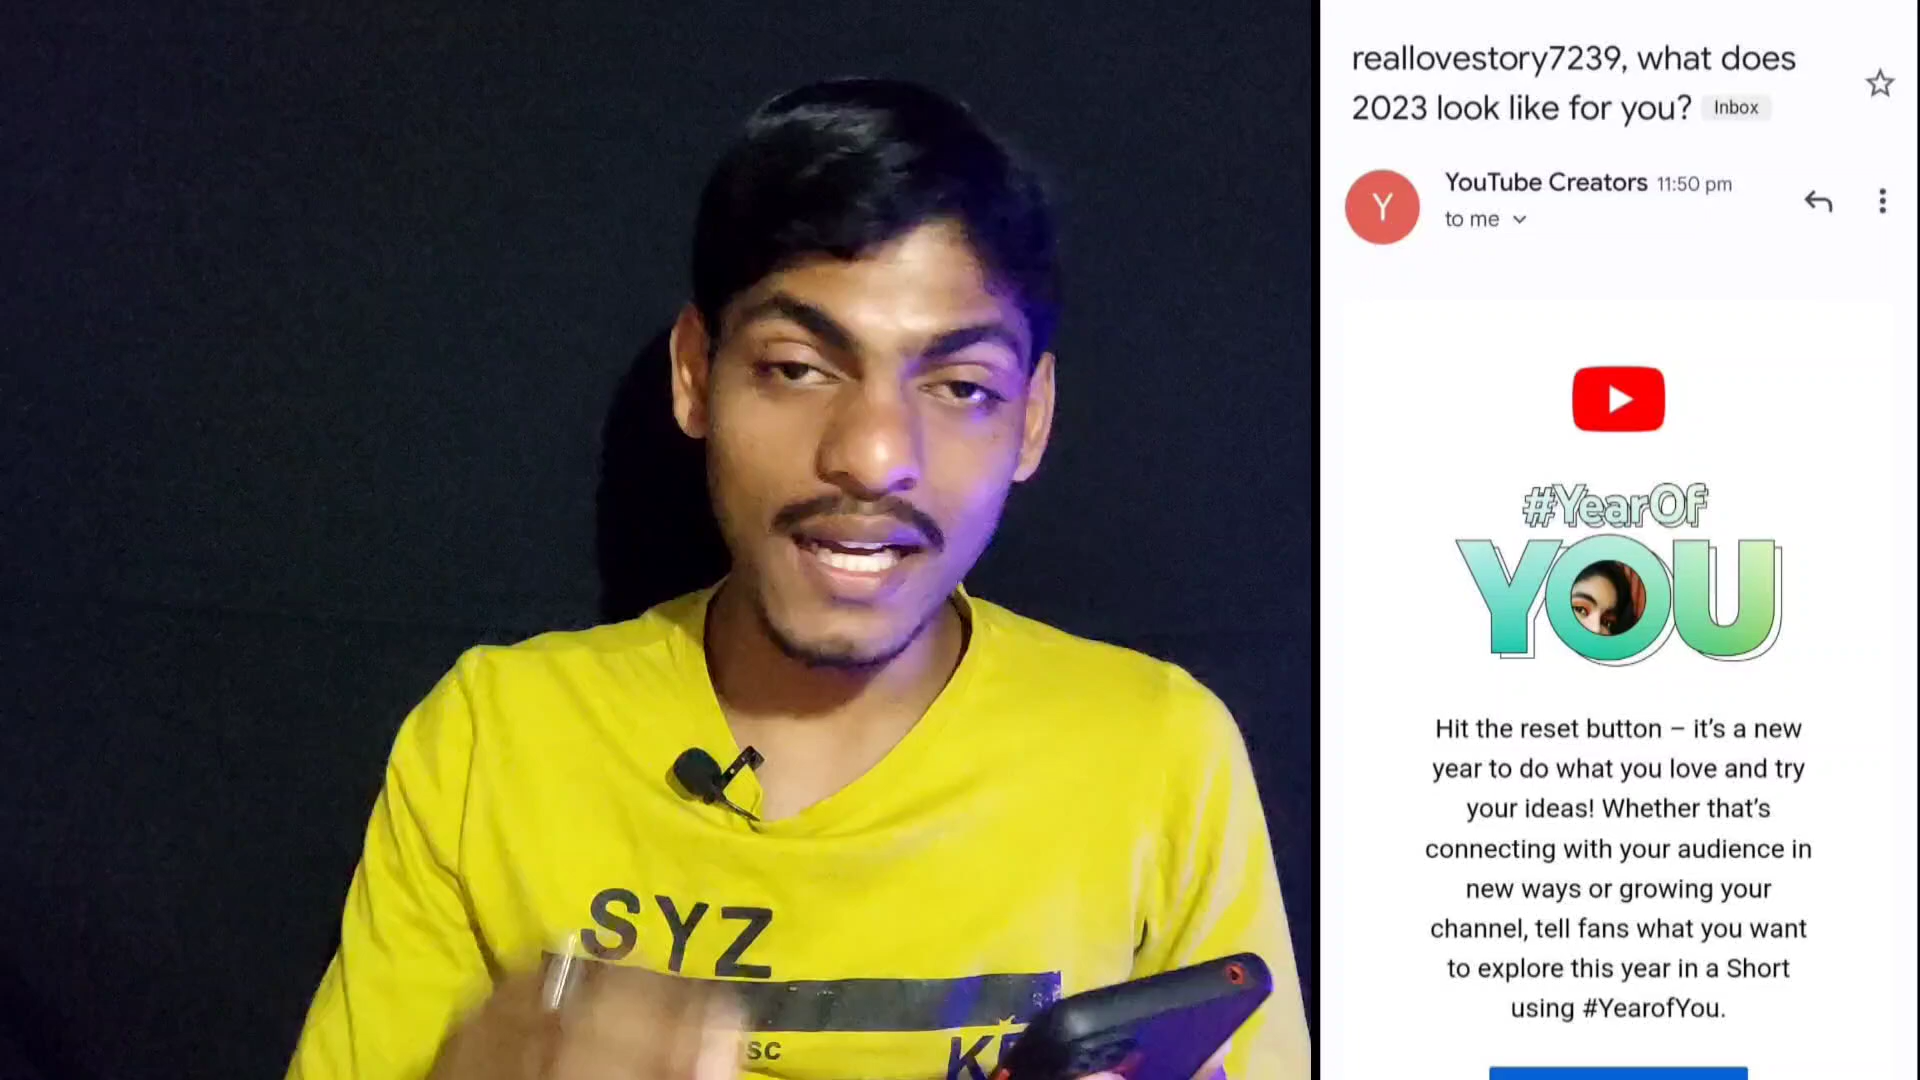 reallovestory7239, what does
2023 look like for you? Inbox
YouTube Creators 11:50 pm
Y
to me
#YearOf
YOU
Hit the reset button – it’s a new
year to do what you love and try
your ideas! Whether that’s
connecting with your audience in
new ways or growing your
channel, tell fans what you want
to explore this year in a Short
using #YearofYou.
SYZ
SC